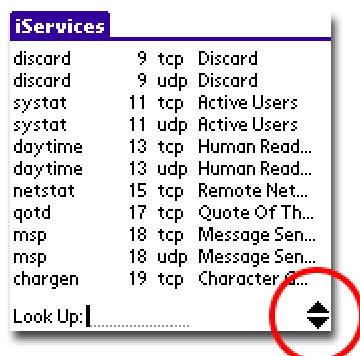 iServices
discard 9 tcp Discard
discard 9 udp Discard
systat 11 tcp Active Users
systat 11 udp Active Users
daytime 13 tcp Human Read...
daytime 13 udp Human Read...
netstat 15 tcp Remote Net...
qotd 17 tcp Quote Of Th...
msp 18 tcp Message Sen...
msp 18 udp Message Sen...
chargen 19 tcp Character G...
Look Up: